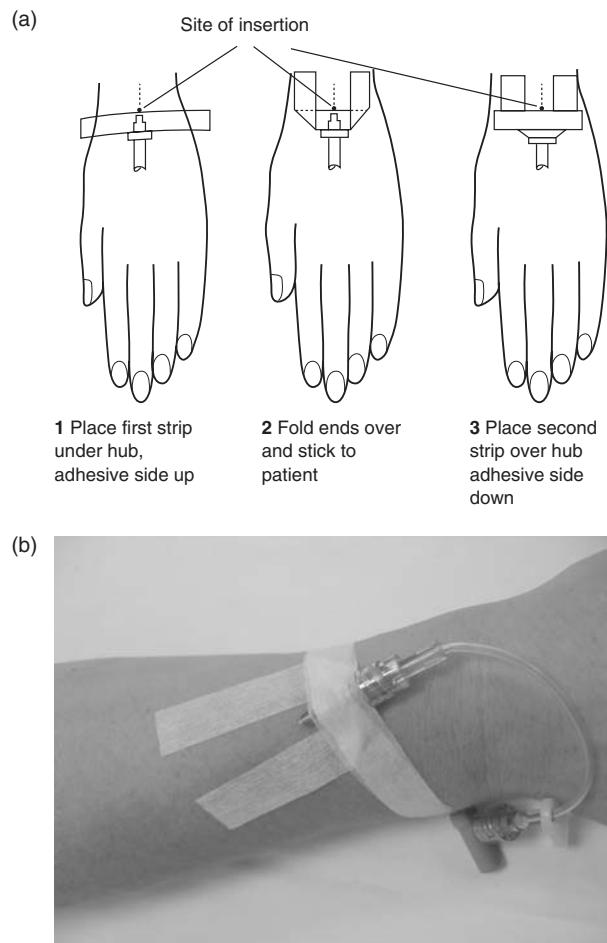 (a)
Site of insertion
1 Place first strip
under hub,
adhesive side up
2 Fold ends over
and stick to
patient
3 Place second
strip over hub
adhesive side
down
(b)